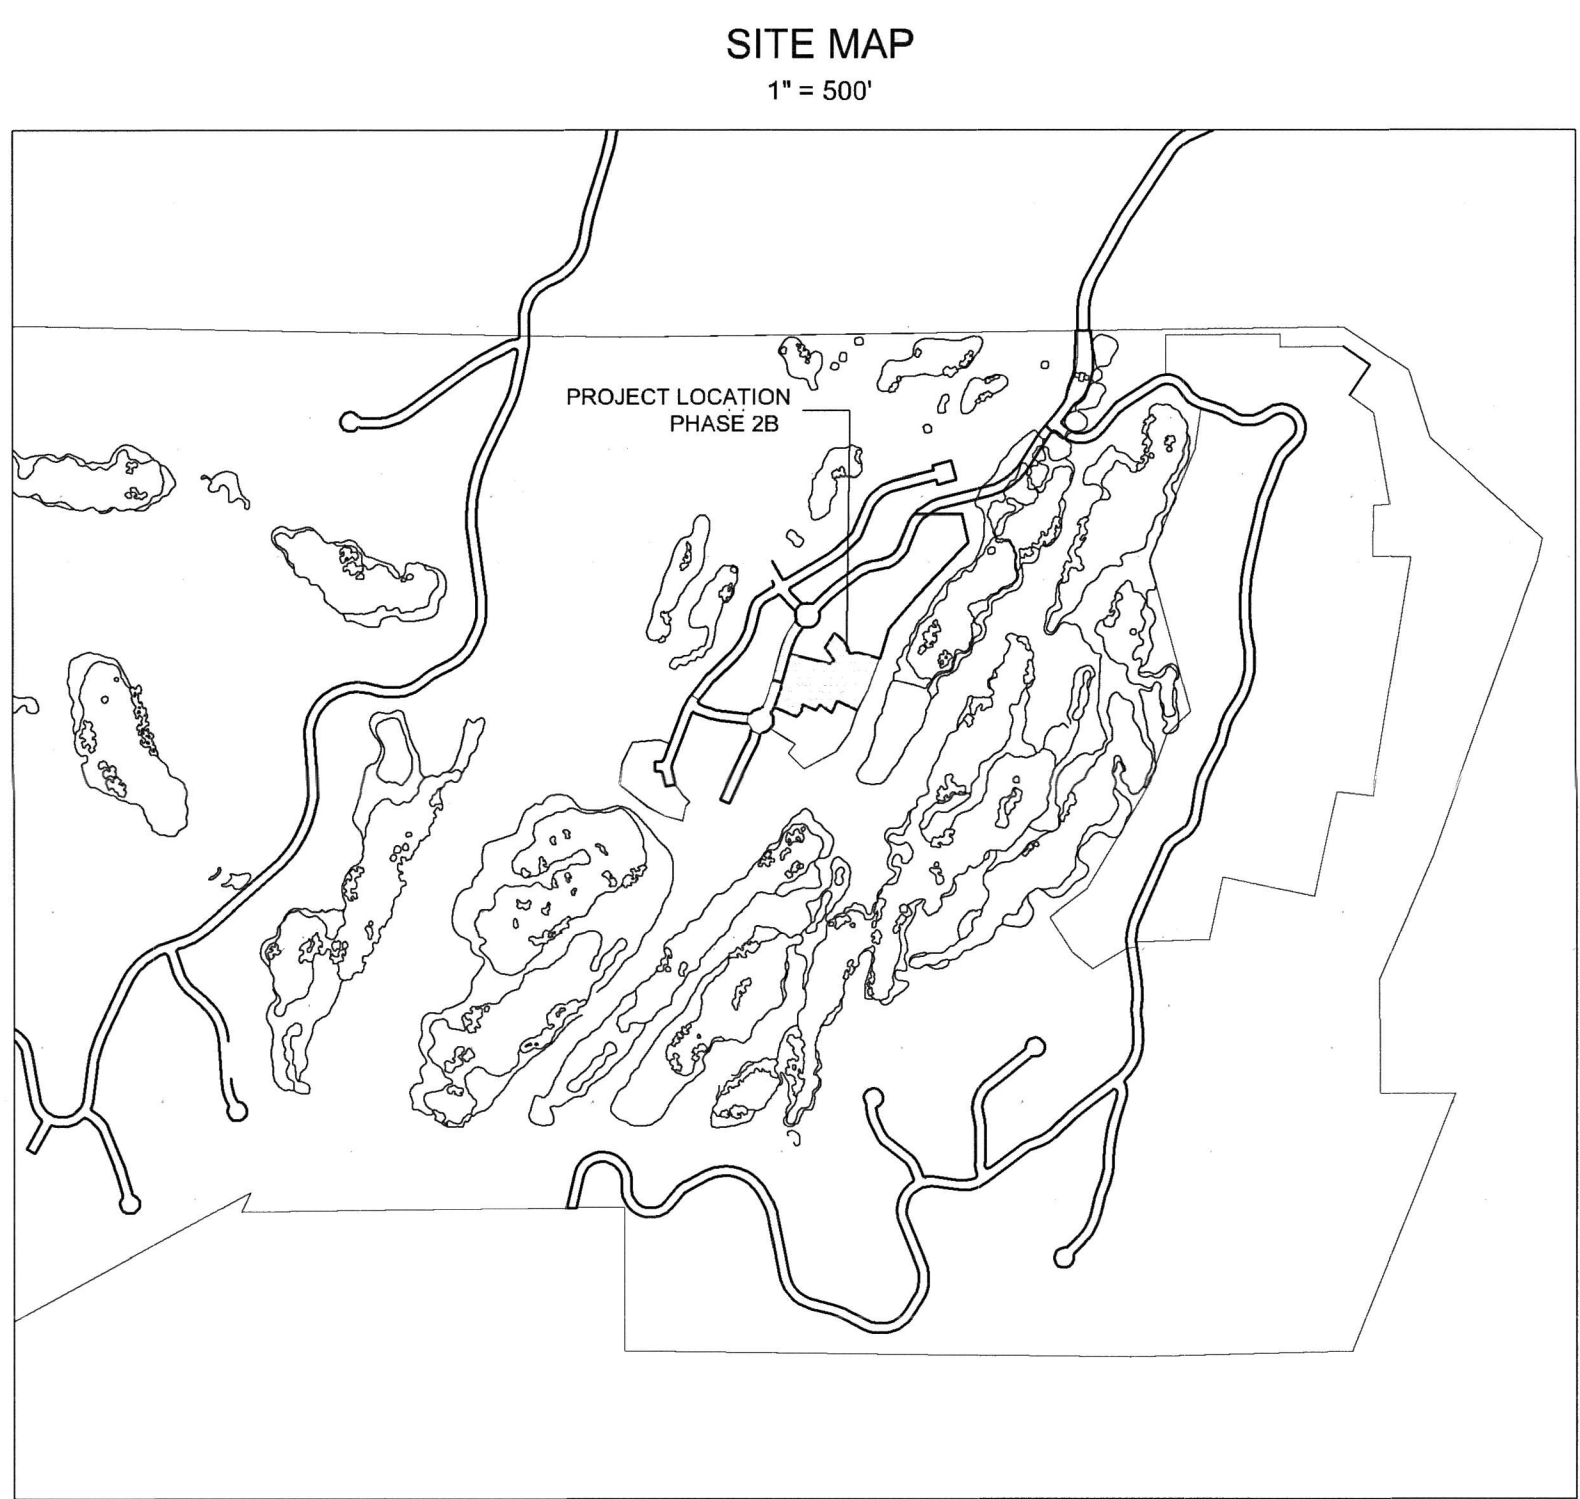 SITE MAP
1" = 500'
PROJECT LOCATION
PHASE 2B